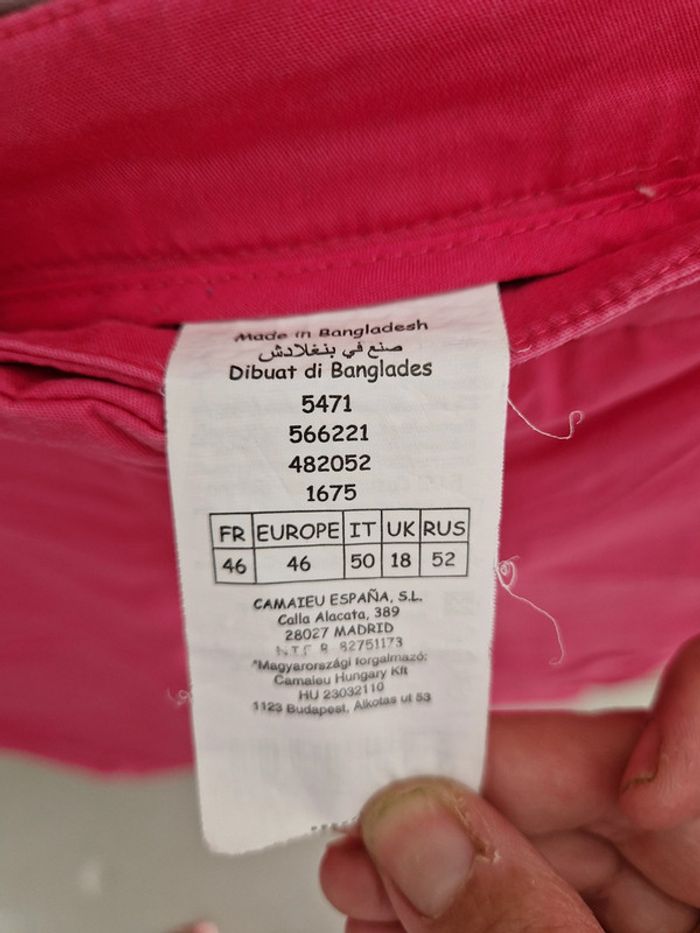 Made in Bangladesh
صنع في بنغلادش
Dibuat di Banglades
5471
566221
482052
1675
FR EUROPE IT UK RUS
46 46 50 18 52
CAMAIEU ESPAÑA, S.L.
Calla Alacata, 389
28027 MADRID
N.I.F. B 82751173
*Magyarországi forgalmazó:
Camaieu Hungary Kft
HU 23032110
1123 Budapest, Alkotas ut 53